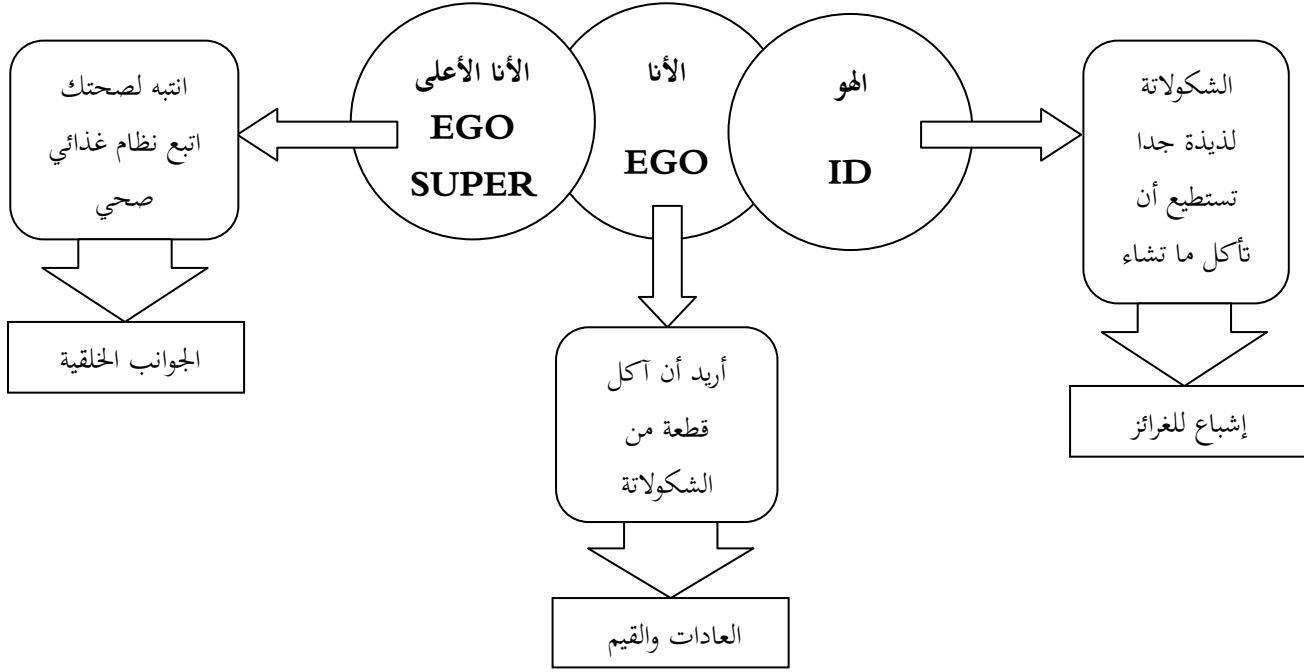 الهو
ID
الأنا
EGO
الأنا الأعلى
EGO
SUPER
الشكولاتة
لذيذة جدا
تستطيع أن
تأكل ما تشاء
انتبه لصحتك
اتبع نظام غذائي
صحي
أريد أن آكل
قطعة من
الشكولاتة
إشباع للغرائز
الجوانب الخلقية
العادات والقيم